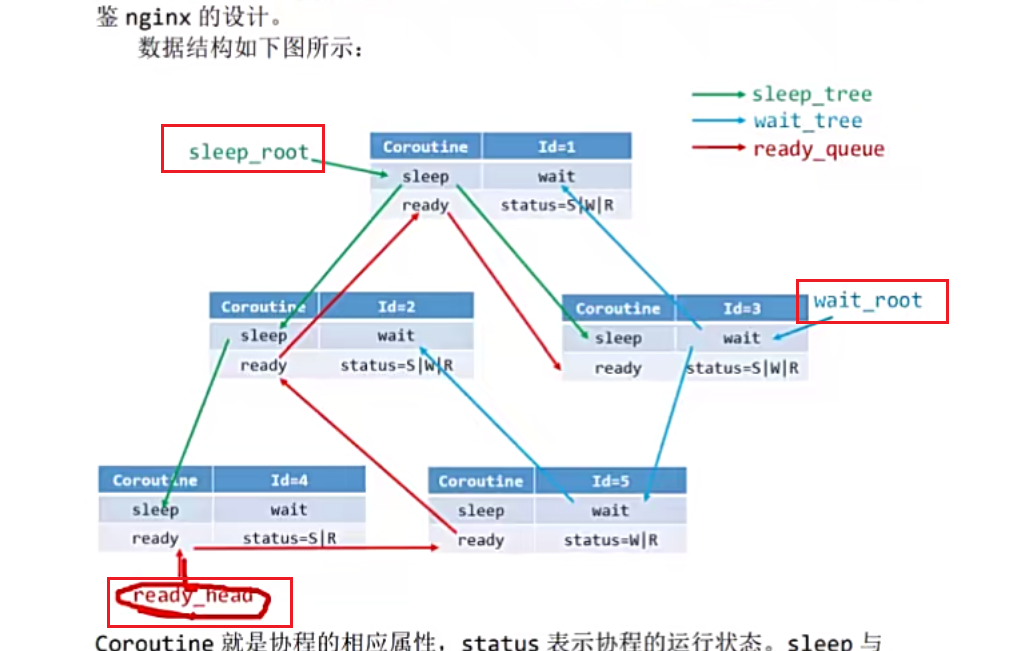 鉴 nginx 的设计。
数据结构如下图所示：
sleep_tree
wait_tree
ready_queue
sleep_root
Coroutine Id=1
sleep wait
ready status=S|W|R
Coroutine Id=2
sleep wait
ready status=S|W|R
Coroutine Id=3
wait_root
sleep wait
ready status=S|W|R
Coroutine Id=4
sleep wait
ready status=S|R
Coroutine Id=5
sleep wait
ready status=W|R
ready_head
Coroutine 就是协程的相应属性，status 表示协程的运行状态。sleep 与